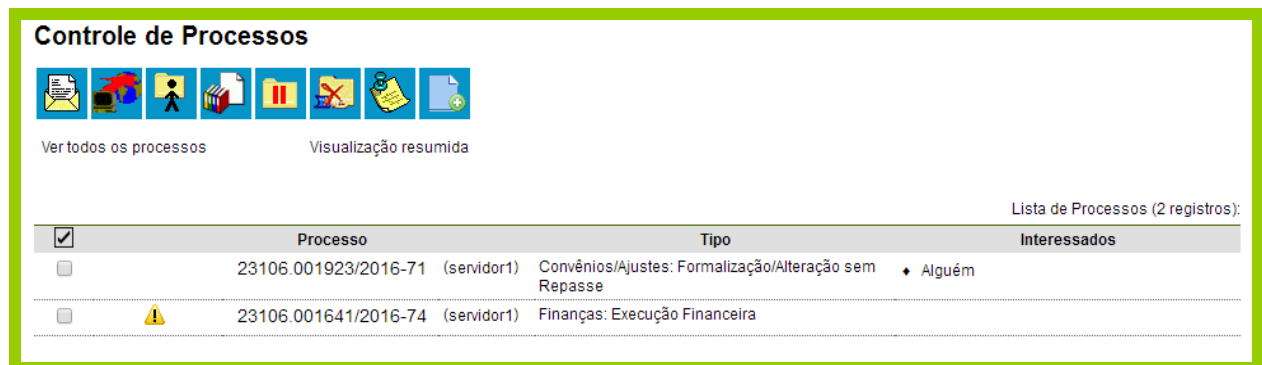 Controle de Processos
Ver todos os processos Visualização resumida
Lista de Processos (2 registros):
Processo Tipo Interessados
23106.001923/2016-71 (servidor1) Convênios/Ajustes: Formalização/Alteração sem Repasse ♦ Alguém
23106.001641/2016-74 (servidor1) Finanças: Execução Financeira